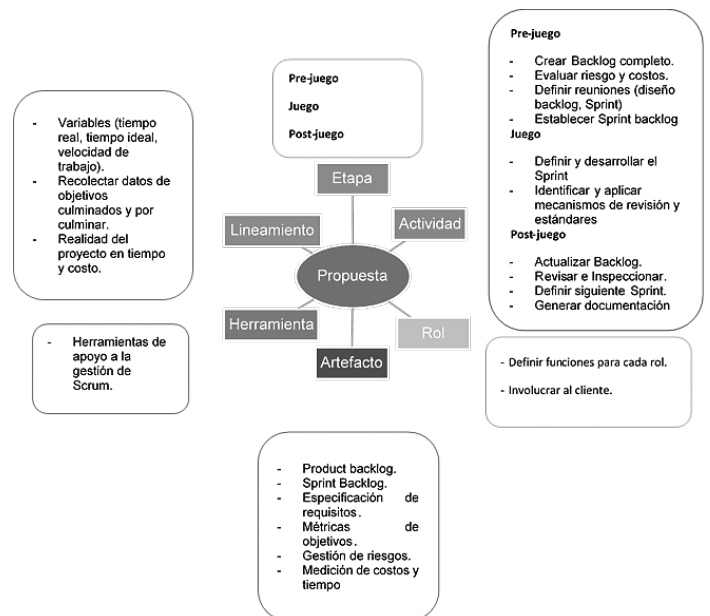 Pre-juego
Juego
Post-juego
Pre-juego
- Crear Backlog completo.
- Evaluar riesgo y costos.
- Definir reuniones (diseño
backlog, Sprint)
- Establecer Sprint backlog
Juego
- Definir y desarrollar el
Sprint
- Identificar y aplicar
mecanismos de revisión y
estándares
Post-juego
- Actualizar Backlog.
- Revisar e Inspeccionar.
- Definir siguiente Sprint.
- Generar documentación
- Variables (tiempo
real, tiempo ideal,
velocidad de
trabajo).
- Recolectar datos de
objetivos
culminados y por
culminar.
- Realidad del
proyecto en tiempo
y costo.
Etapa
Lineamiento
Actividad
Propuesta
Herramienta
Rol
Artefacto
- Herramientas de
apoyo a la
gestión de
Scrum.
- Definir funciones para cada rol.
- Involucrar al cliente.
- Product backlog.
- Sprint Backlog.
- Especificación de
requisitos.
- Métricas de
objetivos.
- Gestión de riesgos.
- Medición de costos y
tiempo